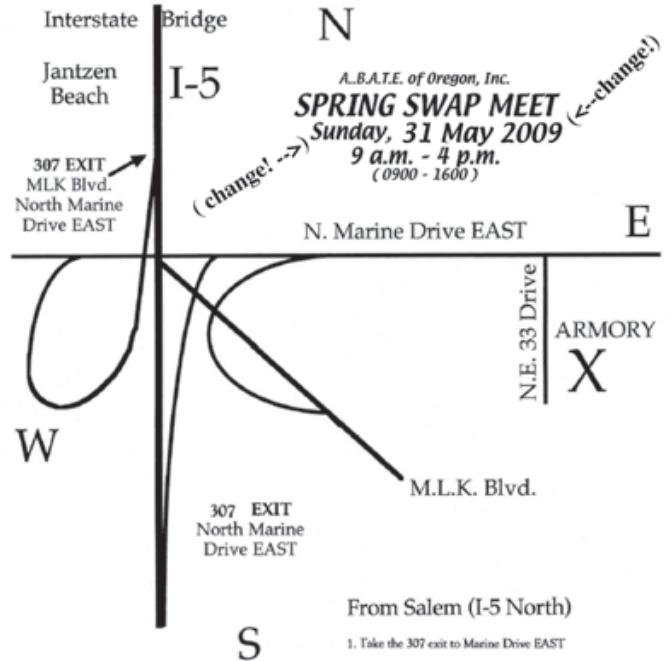 Interstate Bridge
N
Jantzen
Beach
I-5
A..B.A.T.E. of Oregon, Inc.
SPRING SWAP MEET
Sunday, 31 May 2009
9 a.m. - 4 p.m.
( 0900 - 1600 )
(<--change!)
( change! -->)
307 EXIT
MLK Blvd.
North Marine
Drive EAST
N. Marine Drive EAST
E
N.E. 33 Drive
ARMORY
X
W
M.L.K. Blvd.
307 EXIT
North Marine
Drive EAST
From Salem (I-5 North)
S
1. Take the 307 exit to Marine Drive EAST